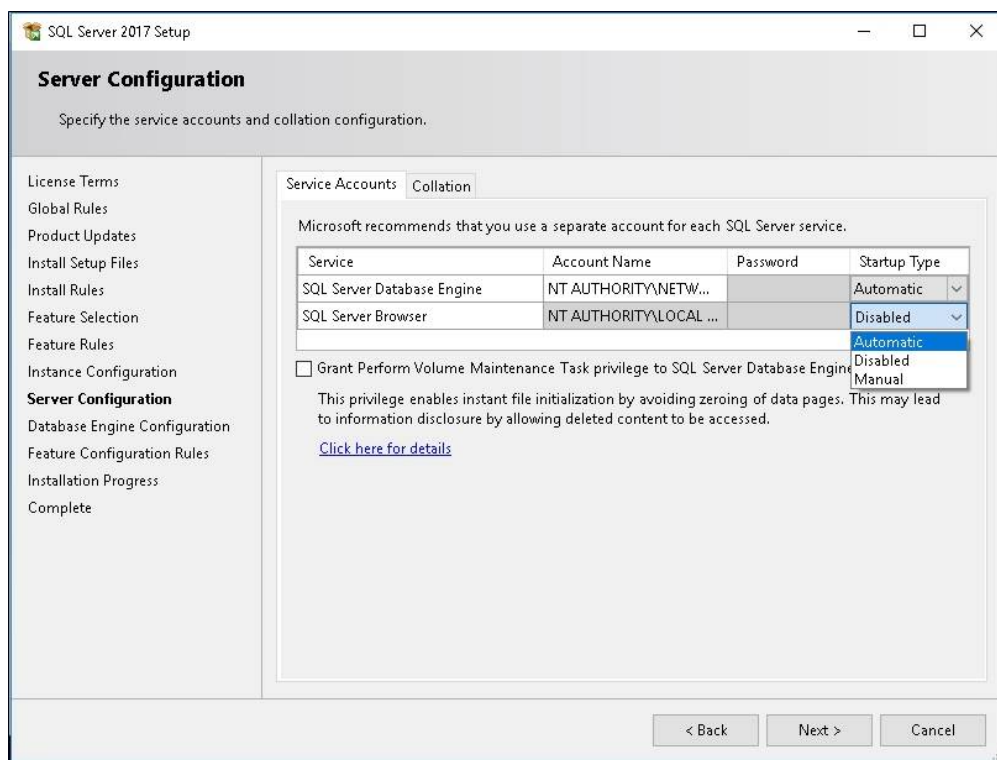 SQL Server 2017 Setup
Server Configuration
Specify the service accounts and collation configuration.
License Terms
Global Rules
Product Updates
Install Setup Files
Install Rules
Feature Selection
Feature Rules
Instance Configuration
Server Configuration
Database Engine Configuration
Feature Configuration Rules
Installation Progress
Complete
Service Accounts Collation
Microsoft recommends that you use a separate account for each SQL Server service.
Service Account Name Password Startup Type
SQL Server Database Engine NT AUTHORITY\NETW... Automatic
SQL Server Browser NT AUTHORITY\LOCAL ... Disabled
Automatic
Disabled
Manual
Grant Perform Volume Maintenance Task privilege to SQL Server Database Engine
This privilege enables instant file initialization by avoiding zeroing of data pages. This may lead
to information disclosure by allowing deleted content to be accessed.
Click here for details
< Back Next > Cancel